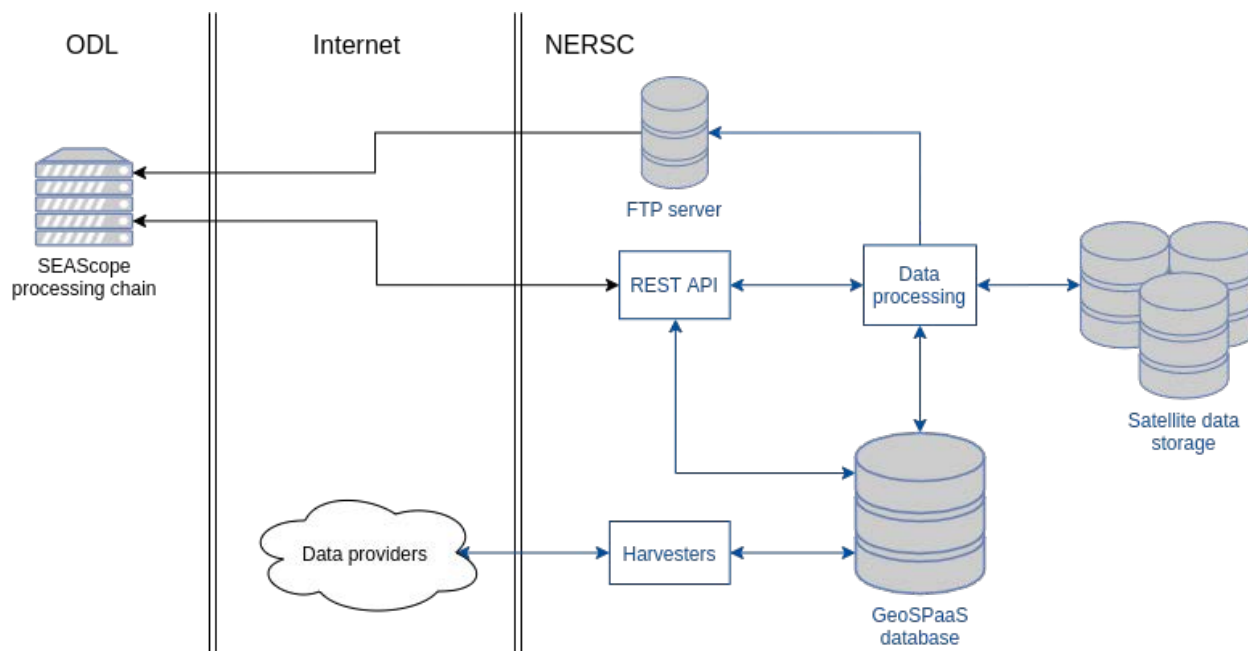 ODL
Internet
NERSC
FTP server
SEAScope
processing chain
REST API
Data
processing
Satellite data
storage
Data providers
Harvesters
GeoSPaaS
database